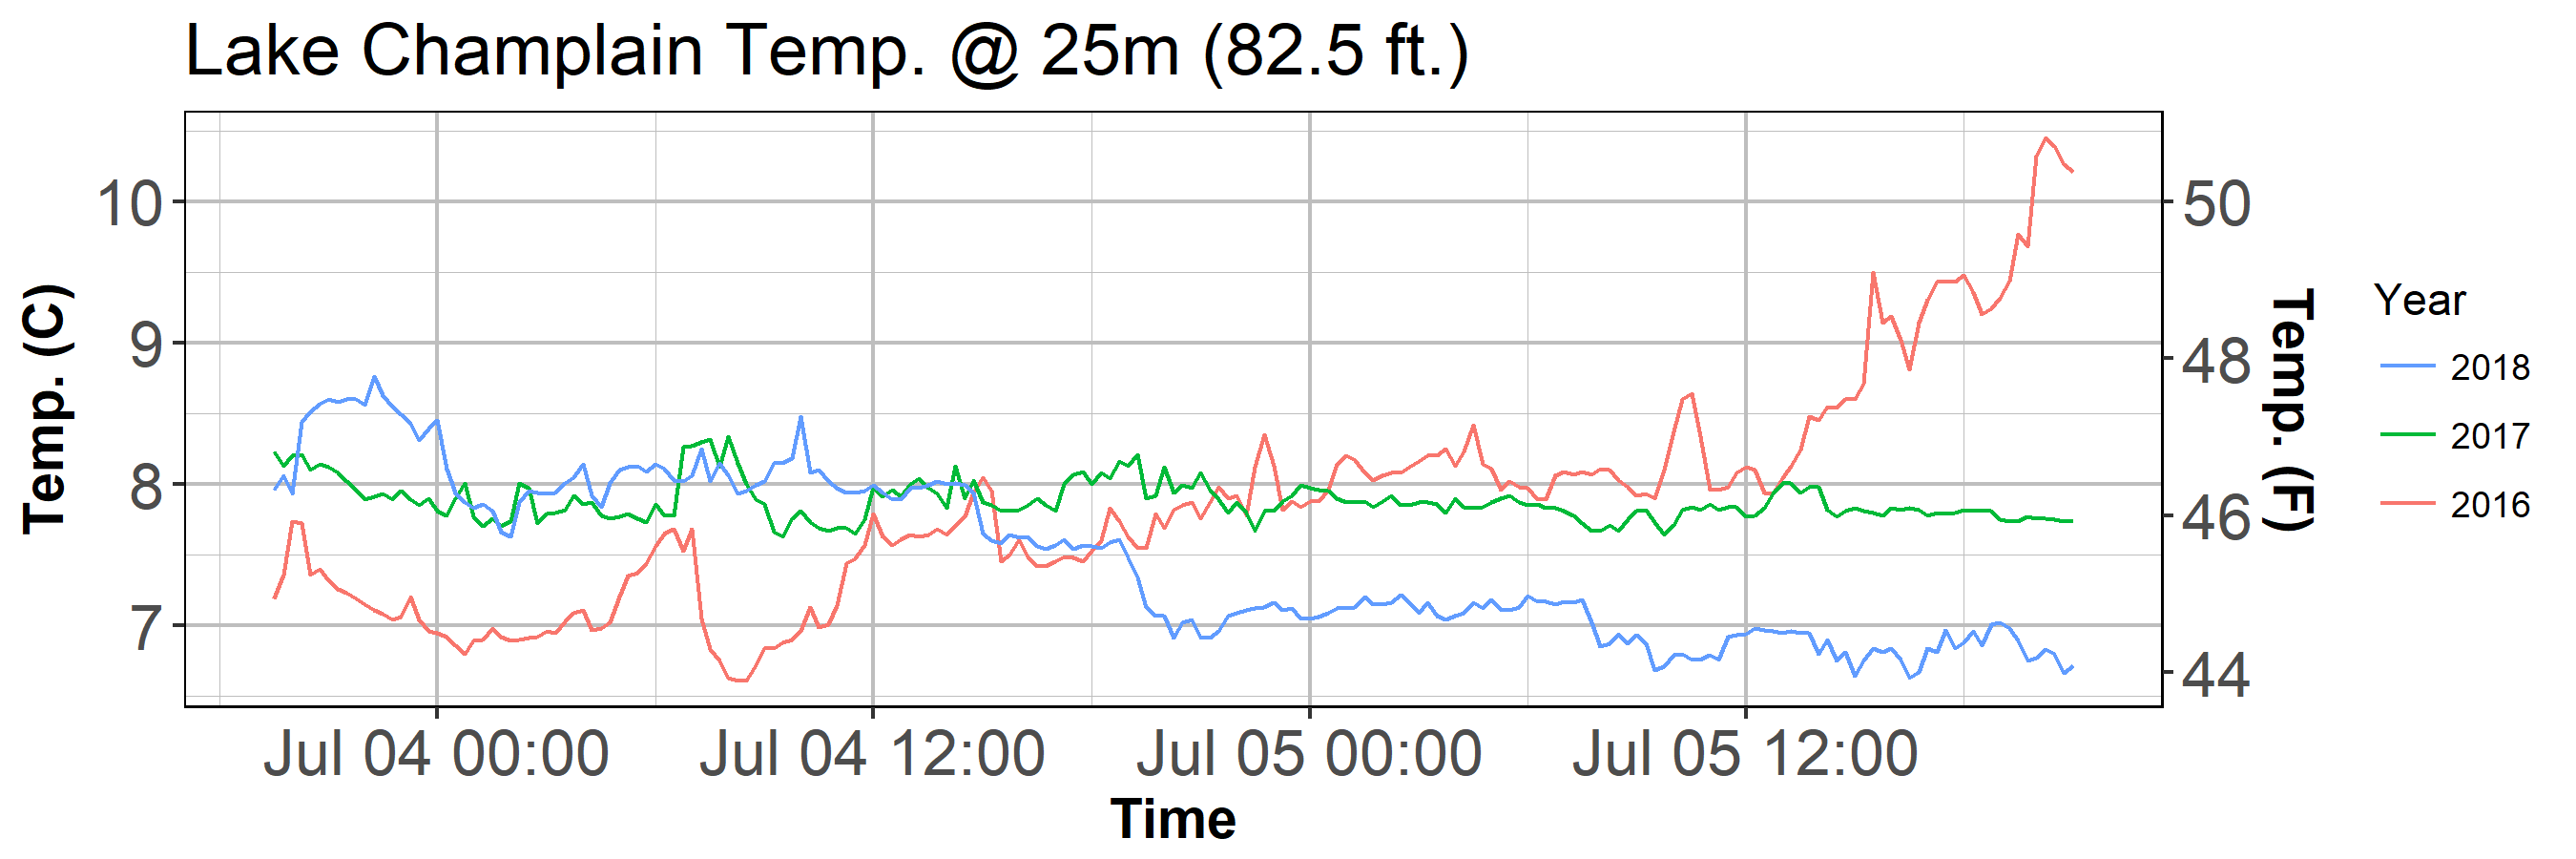 Lake Champlain Temp. @ 25m (82.5 ft.)
Temp. (C)
10
9
8
7
50
48
46
44
Temp. (F)
Year
2018
2017
2016
Jul 04 00:00 Jul 04 12:00 Jul 05 00:00 Jul 05 12:00
Time